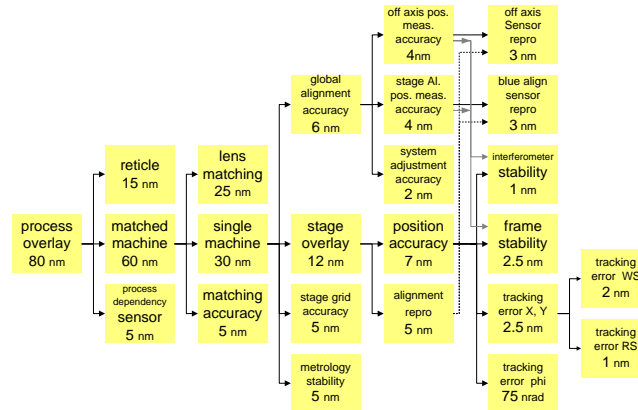 process
overlay
80 nm
reticle
15 nm
matched
machine
60 nm
process dependency
sensor
5 nm
lens
matching
25 nm
single
machine
30 nm
matching
accuracy
5 nm
global
alignment
accuracy
6 nm
stage
overlay
12 nm
stage grid
accuracy
5 nm
metrology
stability
5 nm
off axis pos.
meas.
accuracy
4nm
stage Al.
pos. meas.
accuracy
4 nm
system
adjustment
accuracy
2 nm
position
accuracy
7 nm
alignment
repro
5 nm
off axis
Sensor
repro
3 nm
blue align
sensor
repro
3 nm
interferometer
stability
1 nm
frame
stability
2.5 nm
tracking
error X, Y
2.5 nm
tracking
error phi
75 nrad
tracking
error WS
2 nm
tracking
error RS
1 nm